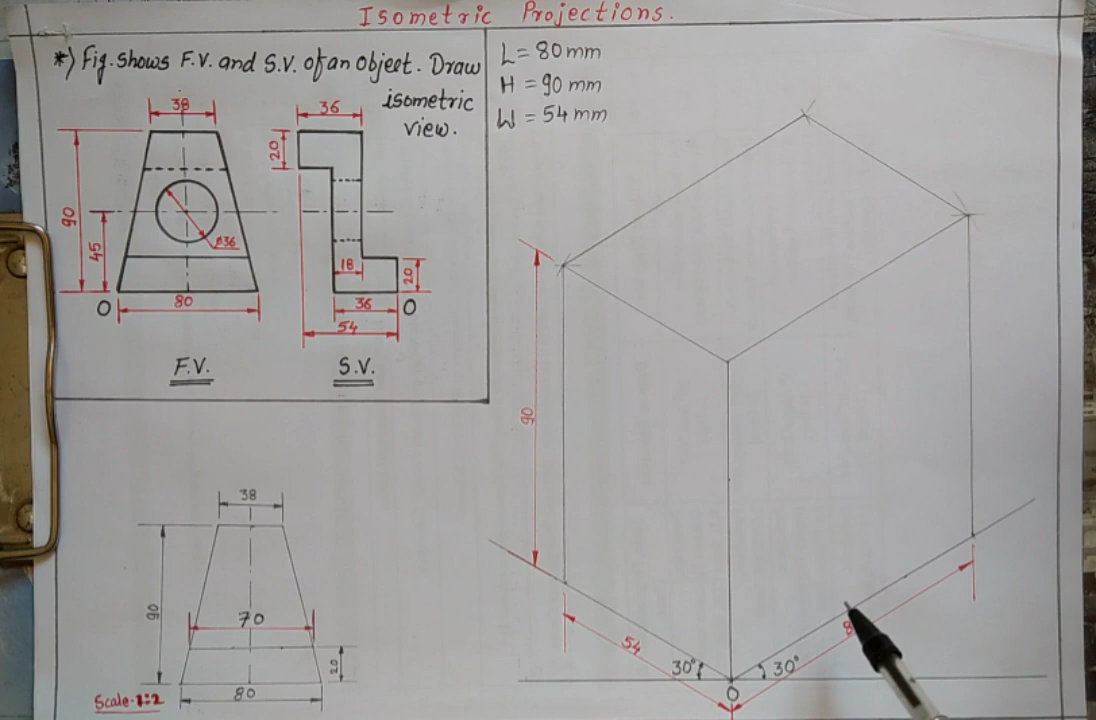 Isometric Projections.
*) Fig. shows F.V. and S.V. of an object. Draw
isometric
view.
L = 80 mm
H = 90 mm
W = 54 mm
38
36
20
90
45
ø36
18
20
O
80
36
O
54
F.V.
S.V.
90
38
90
70
20
80
Scale-1:2
54
30°
30°
8
O